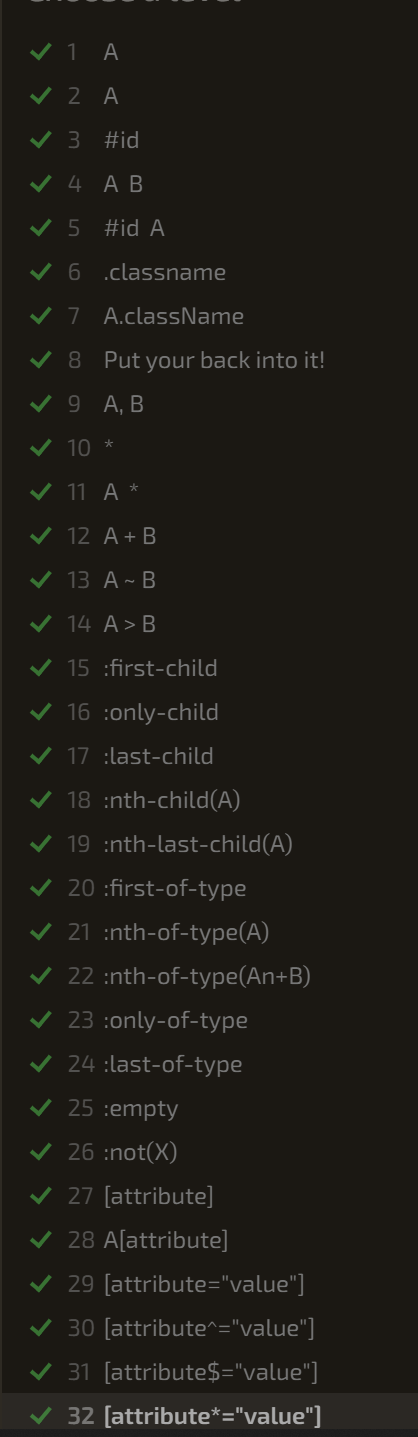 1 A
2 A
3 #id
4 A B
5 #id A
6 .classname
7 A.className
8 Put your back into it!
9 A, B
10 *
11 A *
12 A + B
13 A ~ B
14 A > B
15 :first-child
16 :only-child
17 :last-child
18 :nth-child(A)
19 :nth-last-child(A)
20 :first-of-type
21 :nth-of-type(A)
22 :nth-of-type(An+B)
23 :only-of-type
24 :last-of-type
25 :empty
26 :not(X)
27 [attribute]
28 A[attribute]
29 [attribute="value"]
30 [attribute^="value"]
31 [attribute$="value"]
32 [attribute*="value"]